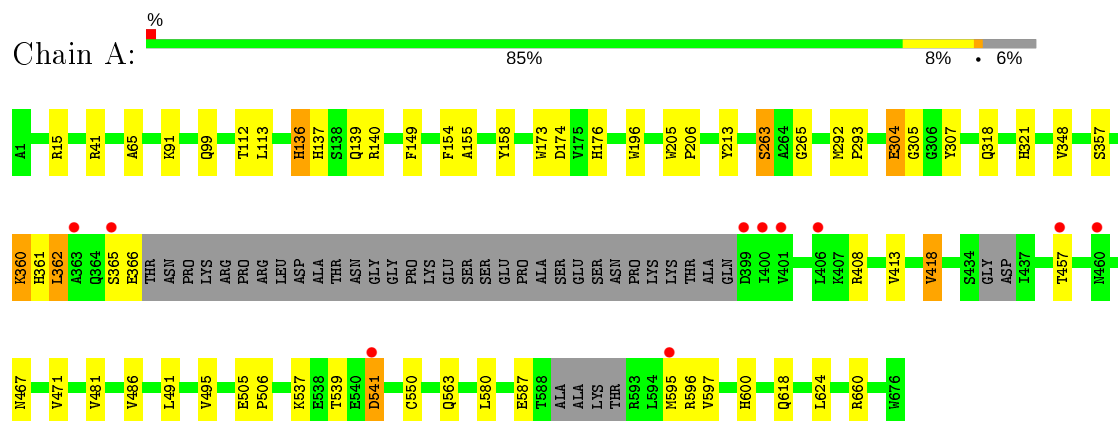 %
Chain A:
85% 8% • 6%
A1 R15 R41 A65 K91 Q99 T112 L113 H136 H137 S138 Q139 R140 F149 F154 A155 Y158 W173 D174 V175 H176 W196 W205 P206 Y213 S263 A264 G265 M292 P293 E304 G305 G306 Y307 Q318 H321 V348 S357
K360 H361 L362 A363 Q364 S365 E366 THR ASN PRO LYS ARG PRO ARG LEU ASP ALA THR ASN GLY GLY PRO LYS GLU SER SER GLU PRO ALA SER GLU SER ASN PRO LYS LYS THR ALA GLN D399 I400 V401 L406 K407 R408 V413 V418 S434 GLY ASP I437 T457 N460
N467 V471 V481 V486 L491 V495 E505 P506 K537 E538 T539 E540 D541 C550 Q563 L580 E587 T588 ALA ALA LYS THR R593 L594 M595 R596 V597 H600 Q618 L624 R660 W676